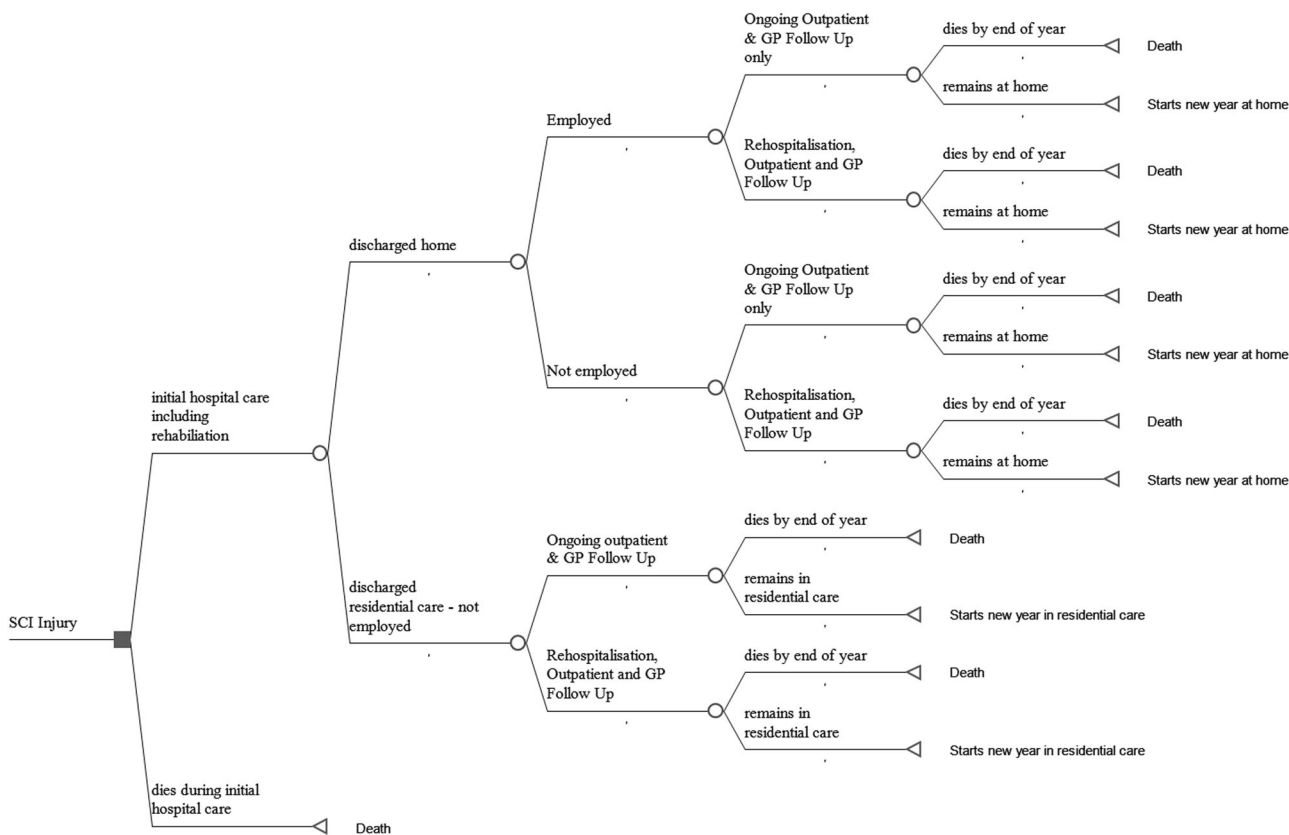 Ongoing Outpatient
& GP Follow Up
only
dies by end of year
Death
remains at home
Starts new year at home
Employed
Rehospitalisation,
Outpatient and GP
Follow Up
dies by end of year
Death
remains at home
Starts new year at home
discharged home
Ongoing Outpatient
& GP Follow Up
only
dies by end of year
Death
remains at home
Starts new year at home
Not employed
Rehospitalisation,
Outpatient and GP
Follow Up
dies by end of year
Death
remains at home
Starts new year at home
initial hospital care
including
rehabiliation
Ongoing outpatient
& GP Follow Up
dies by end of year
Death
remains in
residential care
Starts new year in residential care
discharged
residential care - not
employed
SCI Injury
Rehospitalisation,
Outpatient and GP
Follow Up
dies by end of year
Death
remains in
residential care
Starts new year in residential care
dies during initial
hospital care
Death